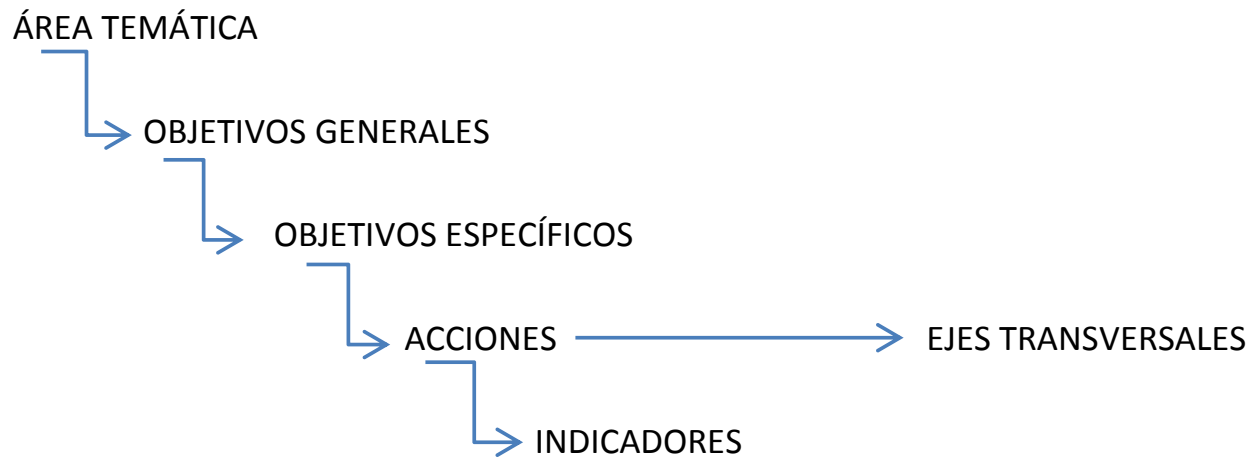 ÁREA TEMÁTICA
OBJETIVOS GENERALES
OBJETIVOS ESPECÍFICOS
ACCIONES
EJES TRANSVERSALES
INDICADORES